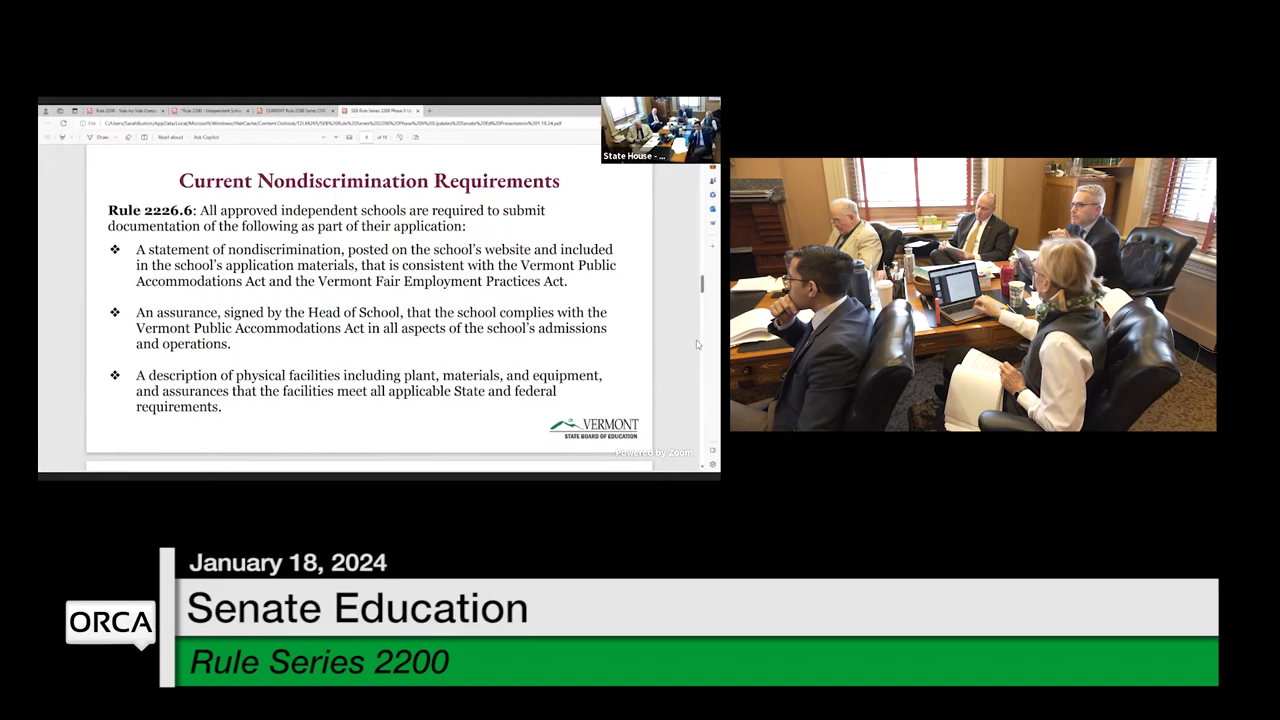 Draw
Read aloud
Ask Copilot
State House - ...
Current Nondiscrimination Requirements
Rule 2226.6: All approved independent schools are required to submit
documentation of the following as part of their application:
❖ A statement of nondiscrimination, posted on the school's website and included
in the school's application materials, that is consistent with the Vermont Public
Accommodations Act and the Vermont Fair Employment Practices Act.
❖ An assurance, signed by the Head of School, that the school complies with the
Vermont Public Accommodations Act in all aspects of the school's admissions
and operations.
❖ A description of physical facilities including plant, materials, and equipment,
and assurances that the facilities meet all applicable State and federal
requirements.
VERMONT
STATE BOARD OF EDUCATION
Powered by Zoom
January 18, 2024
ORCA
Senate Education
Rule Series 2200